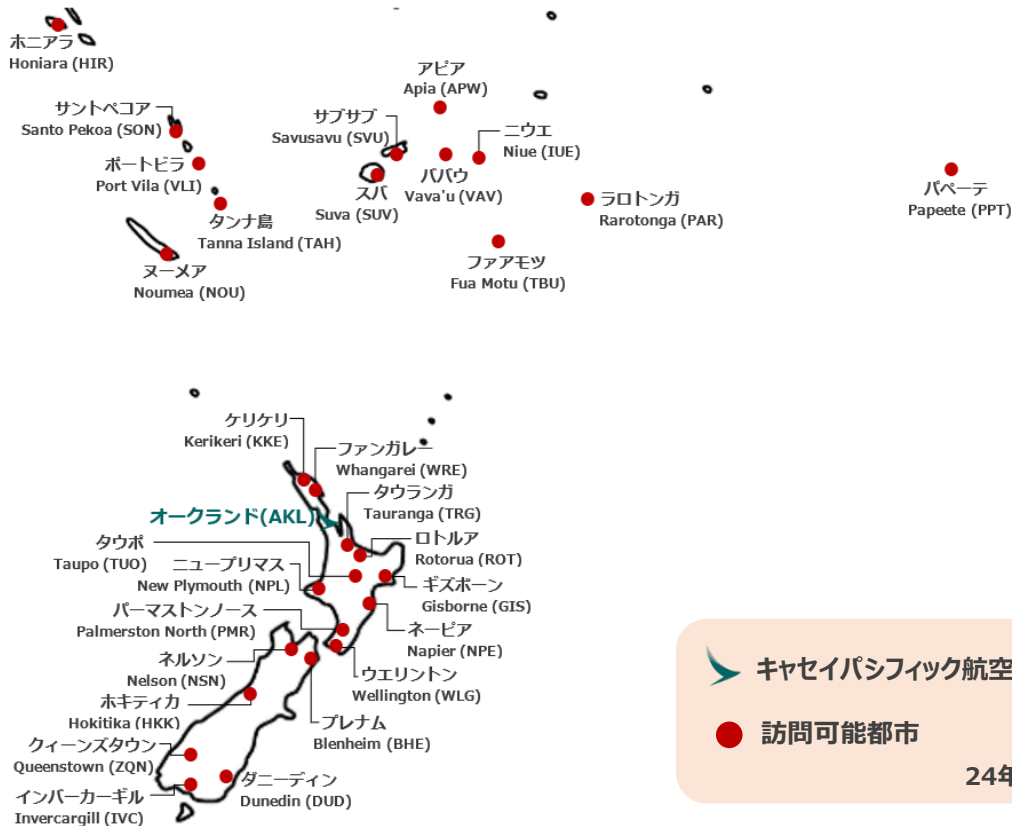 ホニアラ
Honiara (HIR)
アピア
Apia (APW)
サントペコア
Santo Pekoa (SON)
サブサブ
Savusavu (SVU)
ニウエ
Niue (IUE)
ポートビラ
Port Vila (VLI)
ババウ
Vava'u (VAV)
スバ
Suva (SUV)
ラロトンガ
Rarotonga (PAR)
パペーテ
Papeete (PPT)
タンナ島
Tanna Island (TAH)
ファアモツ
Fua Motu (TBU)
ヌーメア
Noumea (NOU)
ケリケリ
Kerikeri (KKE)
ファンガレー
Whangarei (WRE)
タウランガ
Tauranga (TRG)
オークランド(AKL)
ロトルア
Rotorua (ROT)
タウポ
Taupo (TUO)
ニュープリマス
New Plymouth (NPL)
ギズボーン
Gisborne (GIS)
パーマストンノース
Palmerston North (PMR)
ネーピア
Napier (NPE)
ネルソン
Nelson (NSN)
ウエリントン
Wellington (WLG)
ホキティカ
Hokitika (HKK)
ブレナム
Blenheim (BHE)
クィーンズタウン
Queenstown (ZQN)
ダニーディン
Dunedin (DUD)
インバーカーギル
Invercargill (IVC)
キャセイパシフィック航空
訪問可能都市
24年